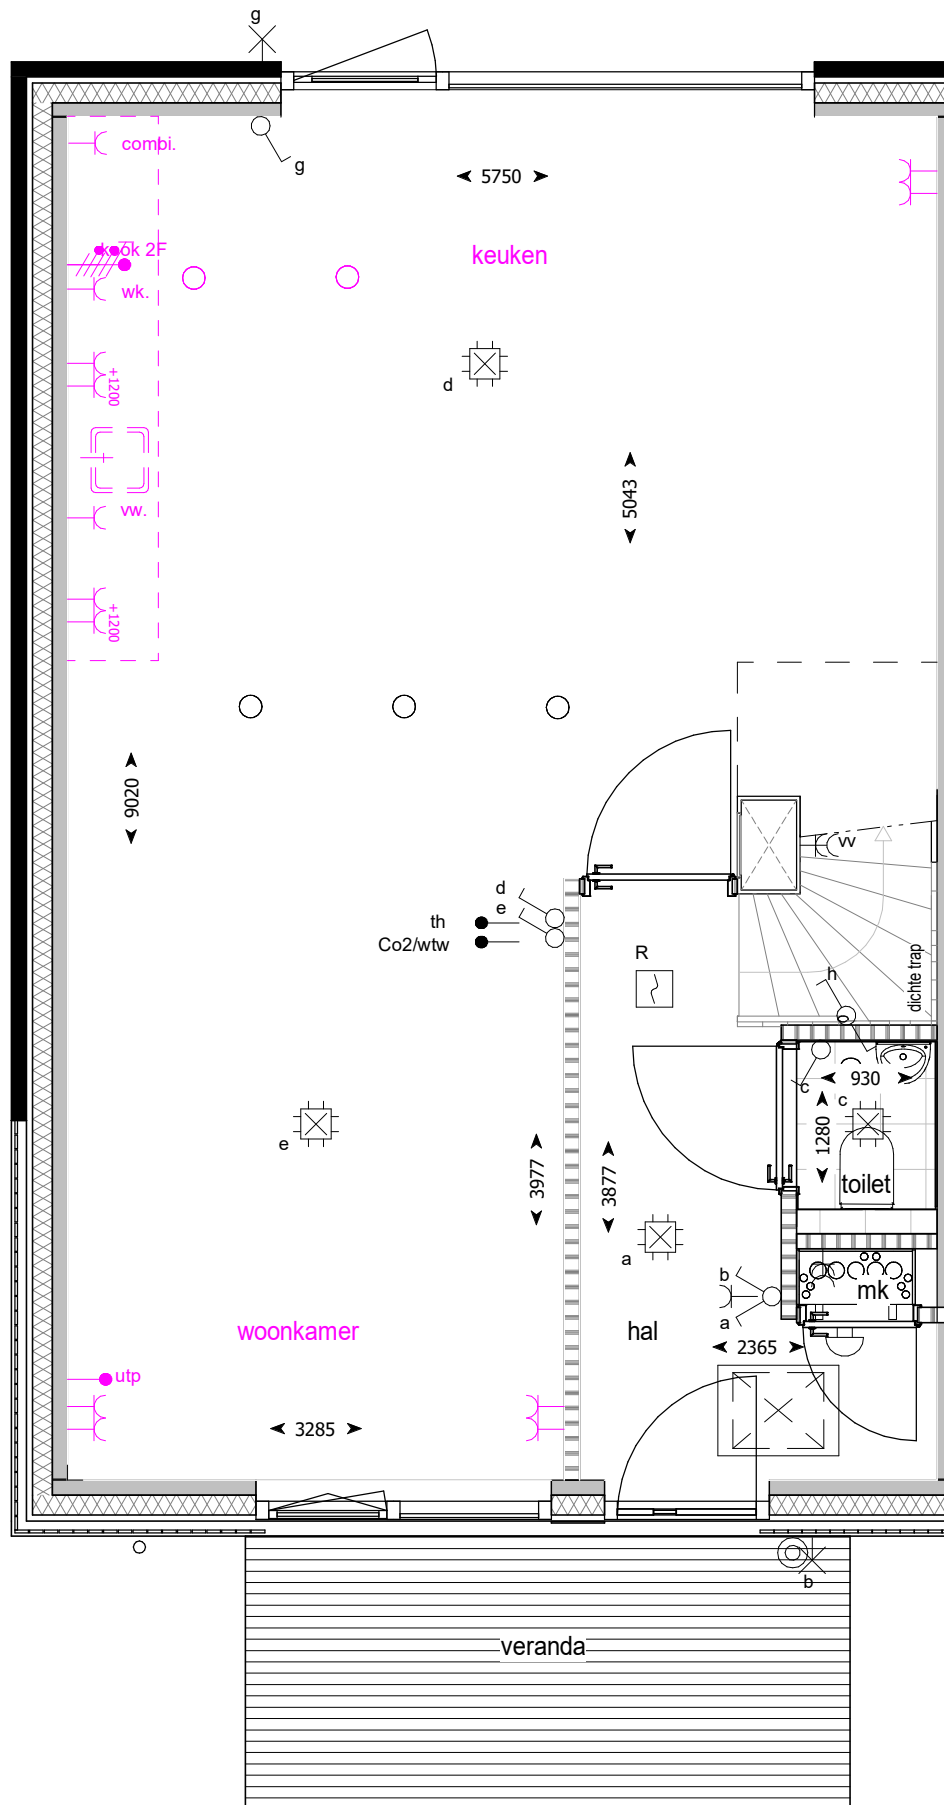 g
combi.
g
5750
kook 2F
keuken
wk.
d
+1200
5043
vw.
+1200
9020
vv
d
e
th
Co2/wtw
R
h
dichte trap
c
930
c
1280
e
3977
3877
toilet
a
b
mk
a
woonkamer
hal
2365
utp
3285
b
veranda